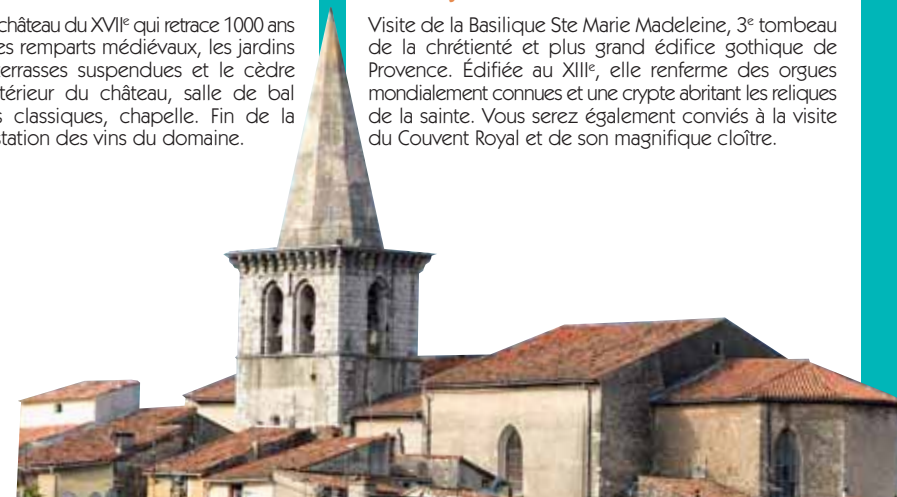 château du XVIIᵉ qui retrace 1000 ans
es remparts médiévaux, les jardins
terrasses suspendues et le cèdre
térieur du château, salle de bal
s classiques, chapelle. Fin de la
tation des vins du domaine.
Visite de la Basilique Ste Marie Madeleine, 3ᵉ tombeau
de la chrétienté et plus grand édifice gothique de
Provence. Édifiée au XIIIᵉ, elle renferme des orgues
mondialement connues et une crypte abritant les reliques
de la sainte. Vous serez également conviés à la visite
du Couvent Royal et de son magnifique cloître.